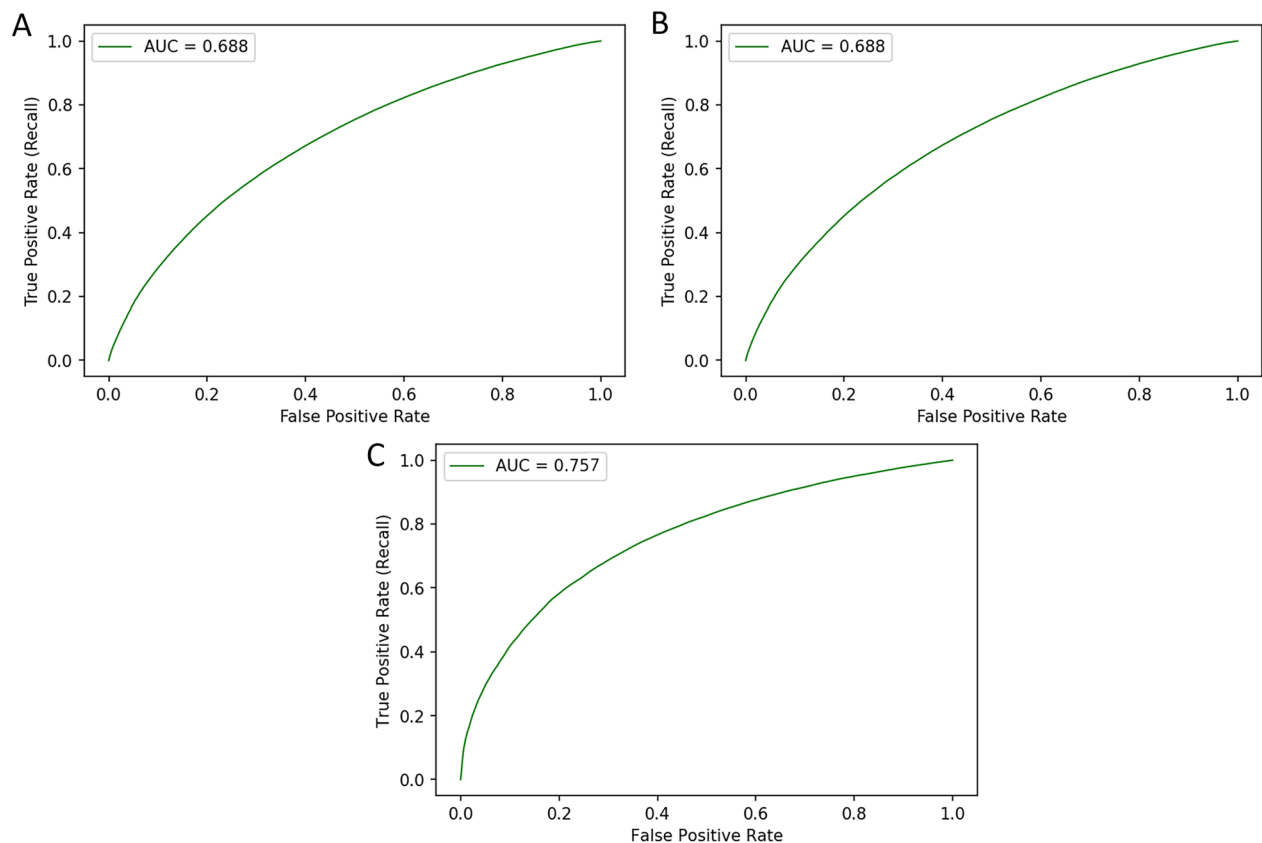 A
AUC = 0.688
1.0
0.8
0.6
0.4
0.2
0.0
True Positive Rate (Recall)
0.0 0.2 0.4 0.6 0.8 1.0
False Positive Rate
B
AUC = 0.688
1.0
0.8
0.6
0.4
0.2
0.0
True Positive Rate (Recall)
0.0 0.2 0.4 0.6 0.8 1.0
False Positive Rate
C
AUC = 0.757
1.0
0.8
0.6
0.4
0.2
0.0
True Positive Rate (Recall)
0.0 0.2 0.4 0.6 0.8 1.0
False Positive Rate